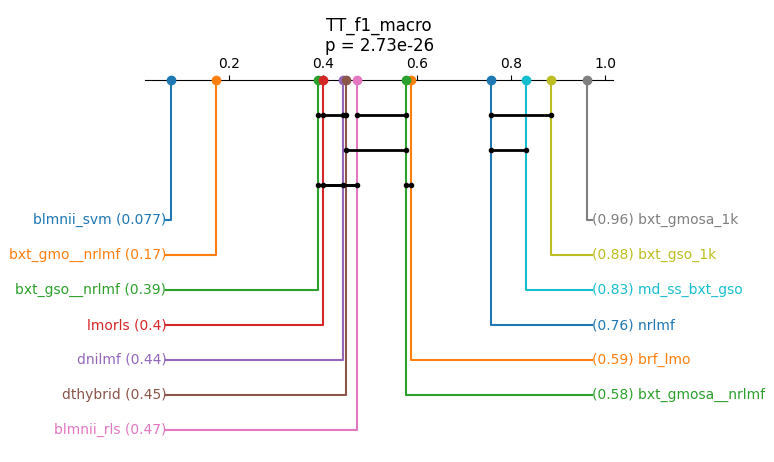 TT_f1_macro
p = 2.73e-26
0.2 0.4 0.6 0.8 1.0
blmnii_svm (0.077) (0.96) bxt_gmosa_1k
bxt_gmo__nrlmf (0.17) (0.88) bxt_gso_1k
bxt_gso__nrlmf (0.39) (0.83) md_ss_bxt_gso
lmorls (0.4) (0.76) nrlmf
dnilmf (0.44) (0.59) brf_lmo
dthybrid (0.45) (0.58) bxt_gmosa__nrlmf
blmnii_rls (0.47)